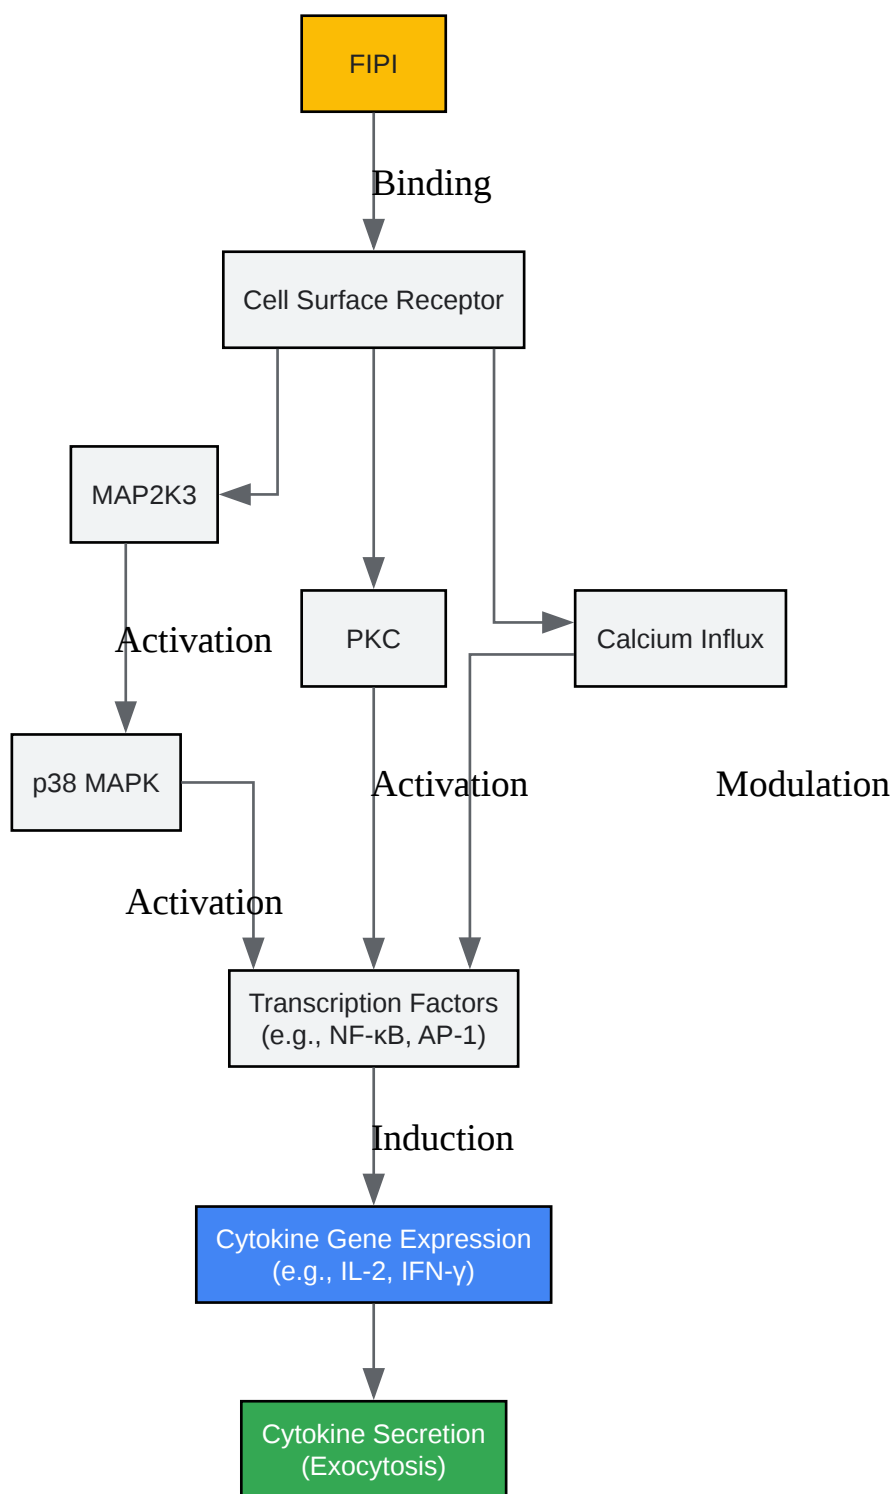 FIPI
Binding
Cell Surface Receptor
MAP2K3
Activation
PKC
Calcium Influx
p38 MAPK
Activation
Modulation
Activation
Transcription Factors
(e.g., NF-κB, AP-1)
Induction
Cytokine Gene Expression
(e.g., IL-2, IFN-γ)
Cytokine Secretion
(Exocytosis)